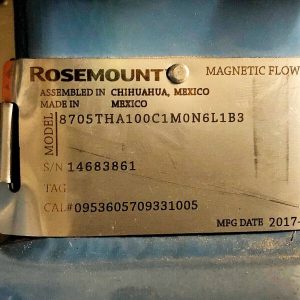 ROSEMOUNT MAGNETIC FLOW
ASSEMBLED IN CHIHUAHUA, MEXICO
MADE IN MEXICO
MODEL 8705THA100C1M0N6L1B3
S/N 14683861
TAG
CAL# 0953605709331005
MFG DATE 2017-